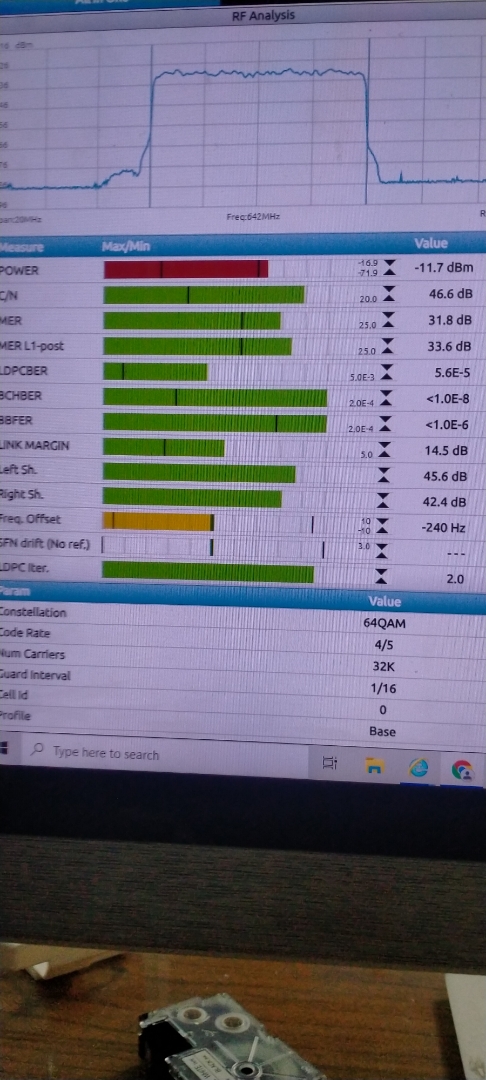 RF Analysis
dBm
Freq:642MHz
Measure Max/Min Value
POWER -16.9 -71.9 -11.7 dBm
C/N 20.0 46.6 dB
MER 25.0 31.8 dB
MER L1-post 25.0 33.6 dB
LDPCBER 5.0E-3 5.6E-5
BCHBER 2.0E-4 <1.0E-8
BBFER 2.0E-4 <1.0E-6
LINK MARGIN 5.0 14.5 dB
Left Sh. 45.6 dB
Right Sh. 42.4 dB
Freq. Offset 10 -10 -240 Hz
SFN drift (No ref.) 3.0 ---
LDPC Iter. 2.0
Param Value
Constellation 64QAM
Code Rate 4/5
Num Carriers 32K
Guard Interval 1/16
Cell Id 0
Profile Base
Type here to search